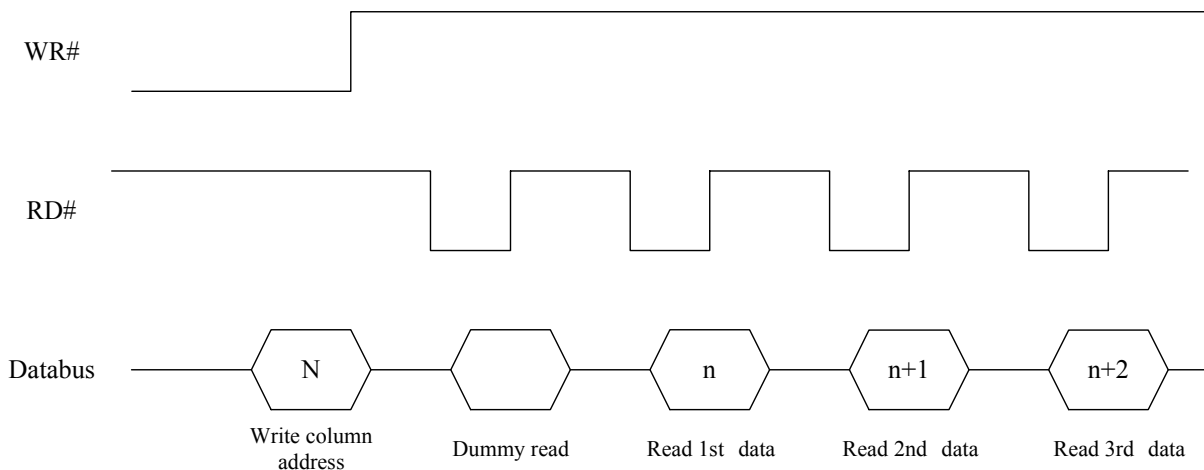 WR#
RD#
Databus
N
n
n+1
n+2
Write column
address
Dummy read
Read 1st data
Read 2nd data
Read 3rd data